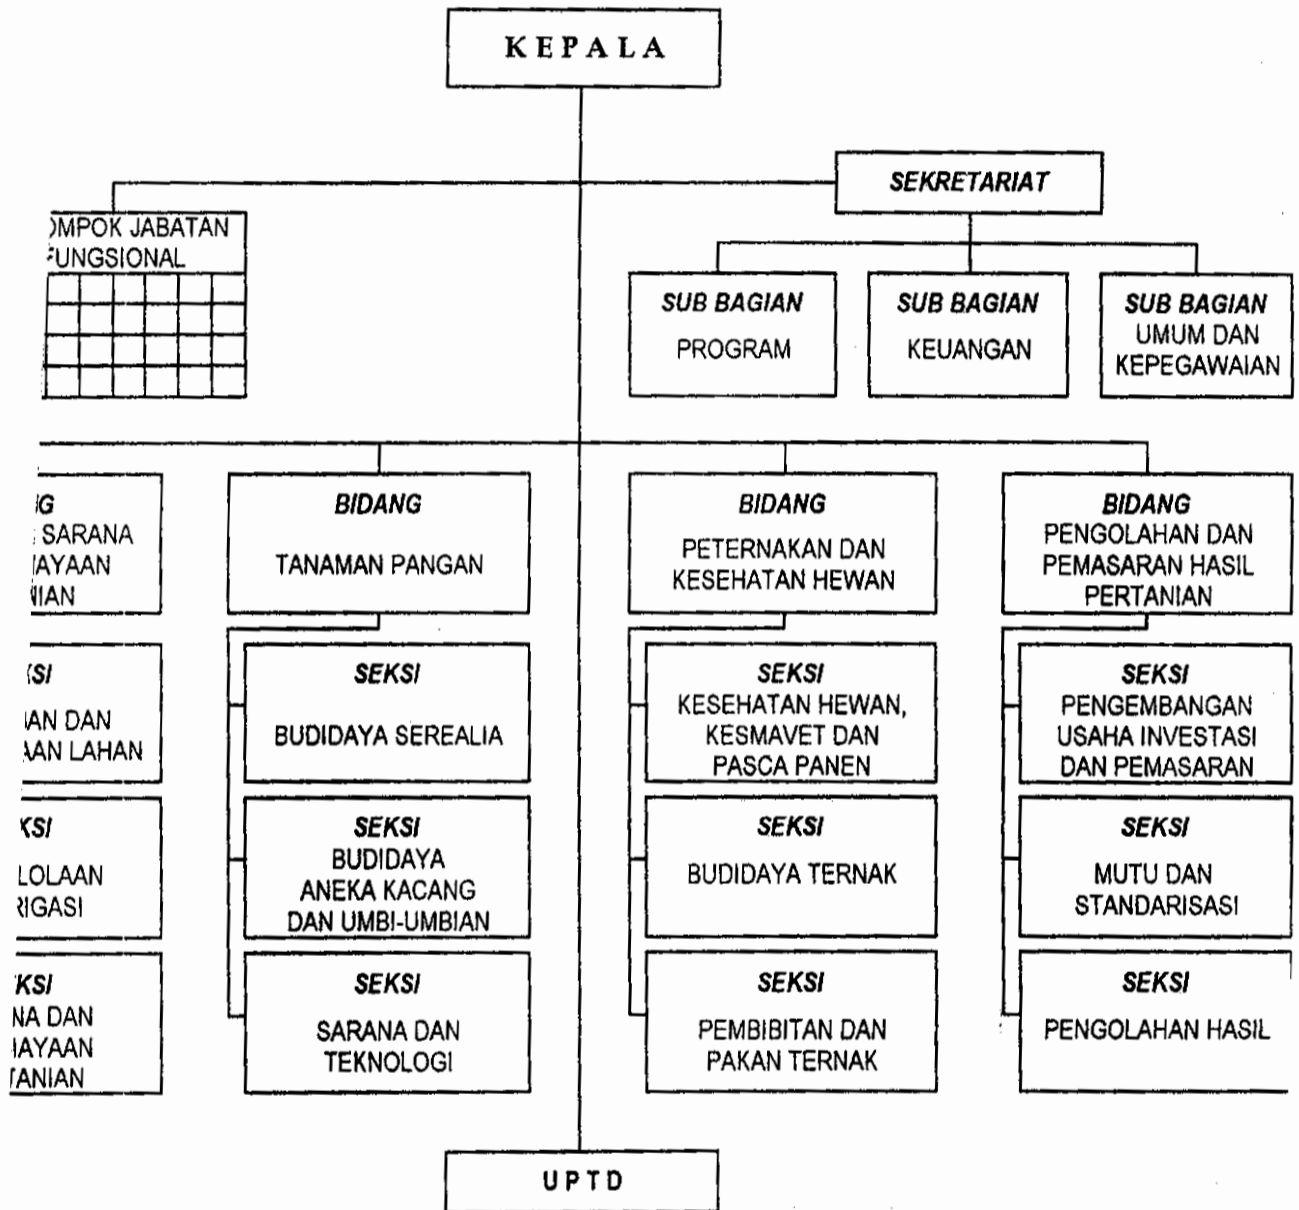 KEPALA
SEKRETARIAT
JABATAN
SUB BAGIAN
PROGRAM
SUB BAGIAN
KEUANGAN
SUB BAGIAN
UMUM DAN
KEPEGAWAIAN
SARANA
BIDANG
TANAMAN PANGAN
BIDANG
PETERNAKAN DAN
KESEHATAN HEWAN
BIDANG
PENGOLAHAN DAN
PEMASARAN HASIL
PERTANIAN
DAN
LAHAN
SEKSI
BUDIDAYA SEREALIA
SEKSI
KESEHATAN HEWAN,
KESMAVET DAN
PASCA PANEN
SEKSI
PENGEMBANGAN
USAHA INVESTASI
DAN PEMASARAN
SEKSI
BUDIDAYA
ANEKA KACANG
DAN UMBI-UMBIAN
SEKSI
BUDIDAYA TERNAK
SEKSI
MUTU DAN
STANDARISASI
DAN
SEKSI
SARANA DAN
TEKNOLOGI
SEKSI
PEMBIBITAN DAN
PAKAN TERNAK
SEKSI
PENGOLAHAN HASIL
UPTD